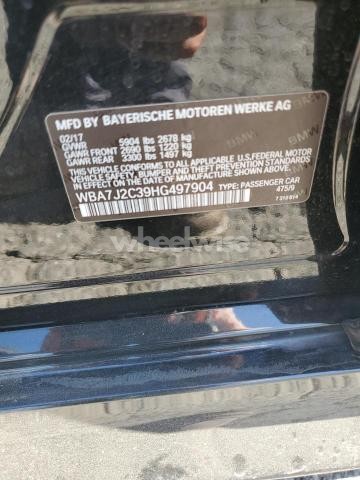 MFD BY BAYERISCHE MOTOREN WERKE AG
02/17
GVWR 5904 lbs 2678 kg
GAWR FRONT 2690 lbs 1220 kg
GAWR REAR 3300 lbs 1497 kg
THIS VEHICLE CONFORMS TO ALL APPLICABLE U.S.FEDERAL MOTOR
VEHICLE SAFETY, BUMPER, AND THEFT PREVENTION STANDARDS IN
EFFECT ON THE DATE OF MANUFACTURE SHOWN ABOVE.
WBA7J2C39HG497904 TYPE: PASSENGER CAR
475/9